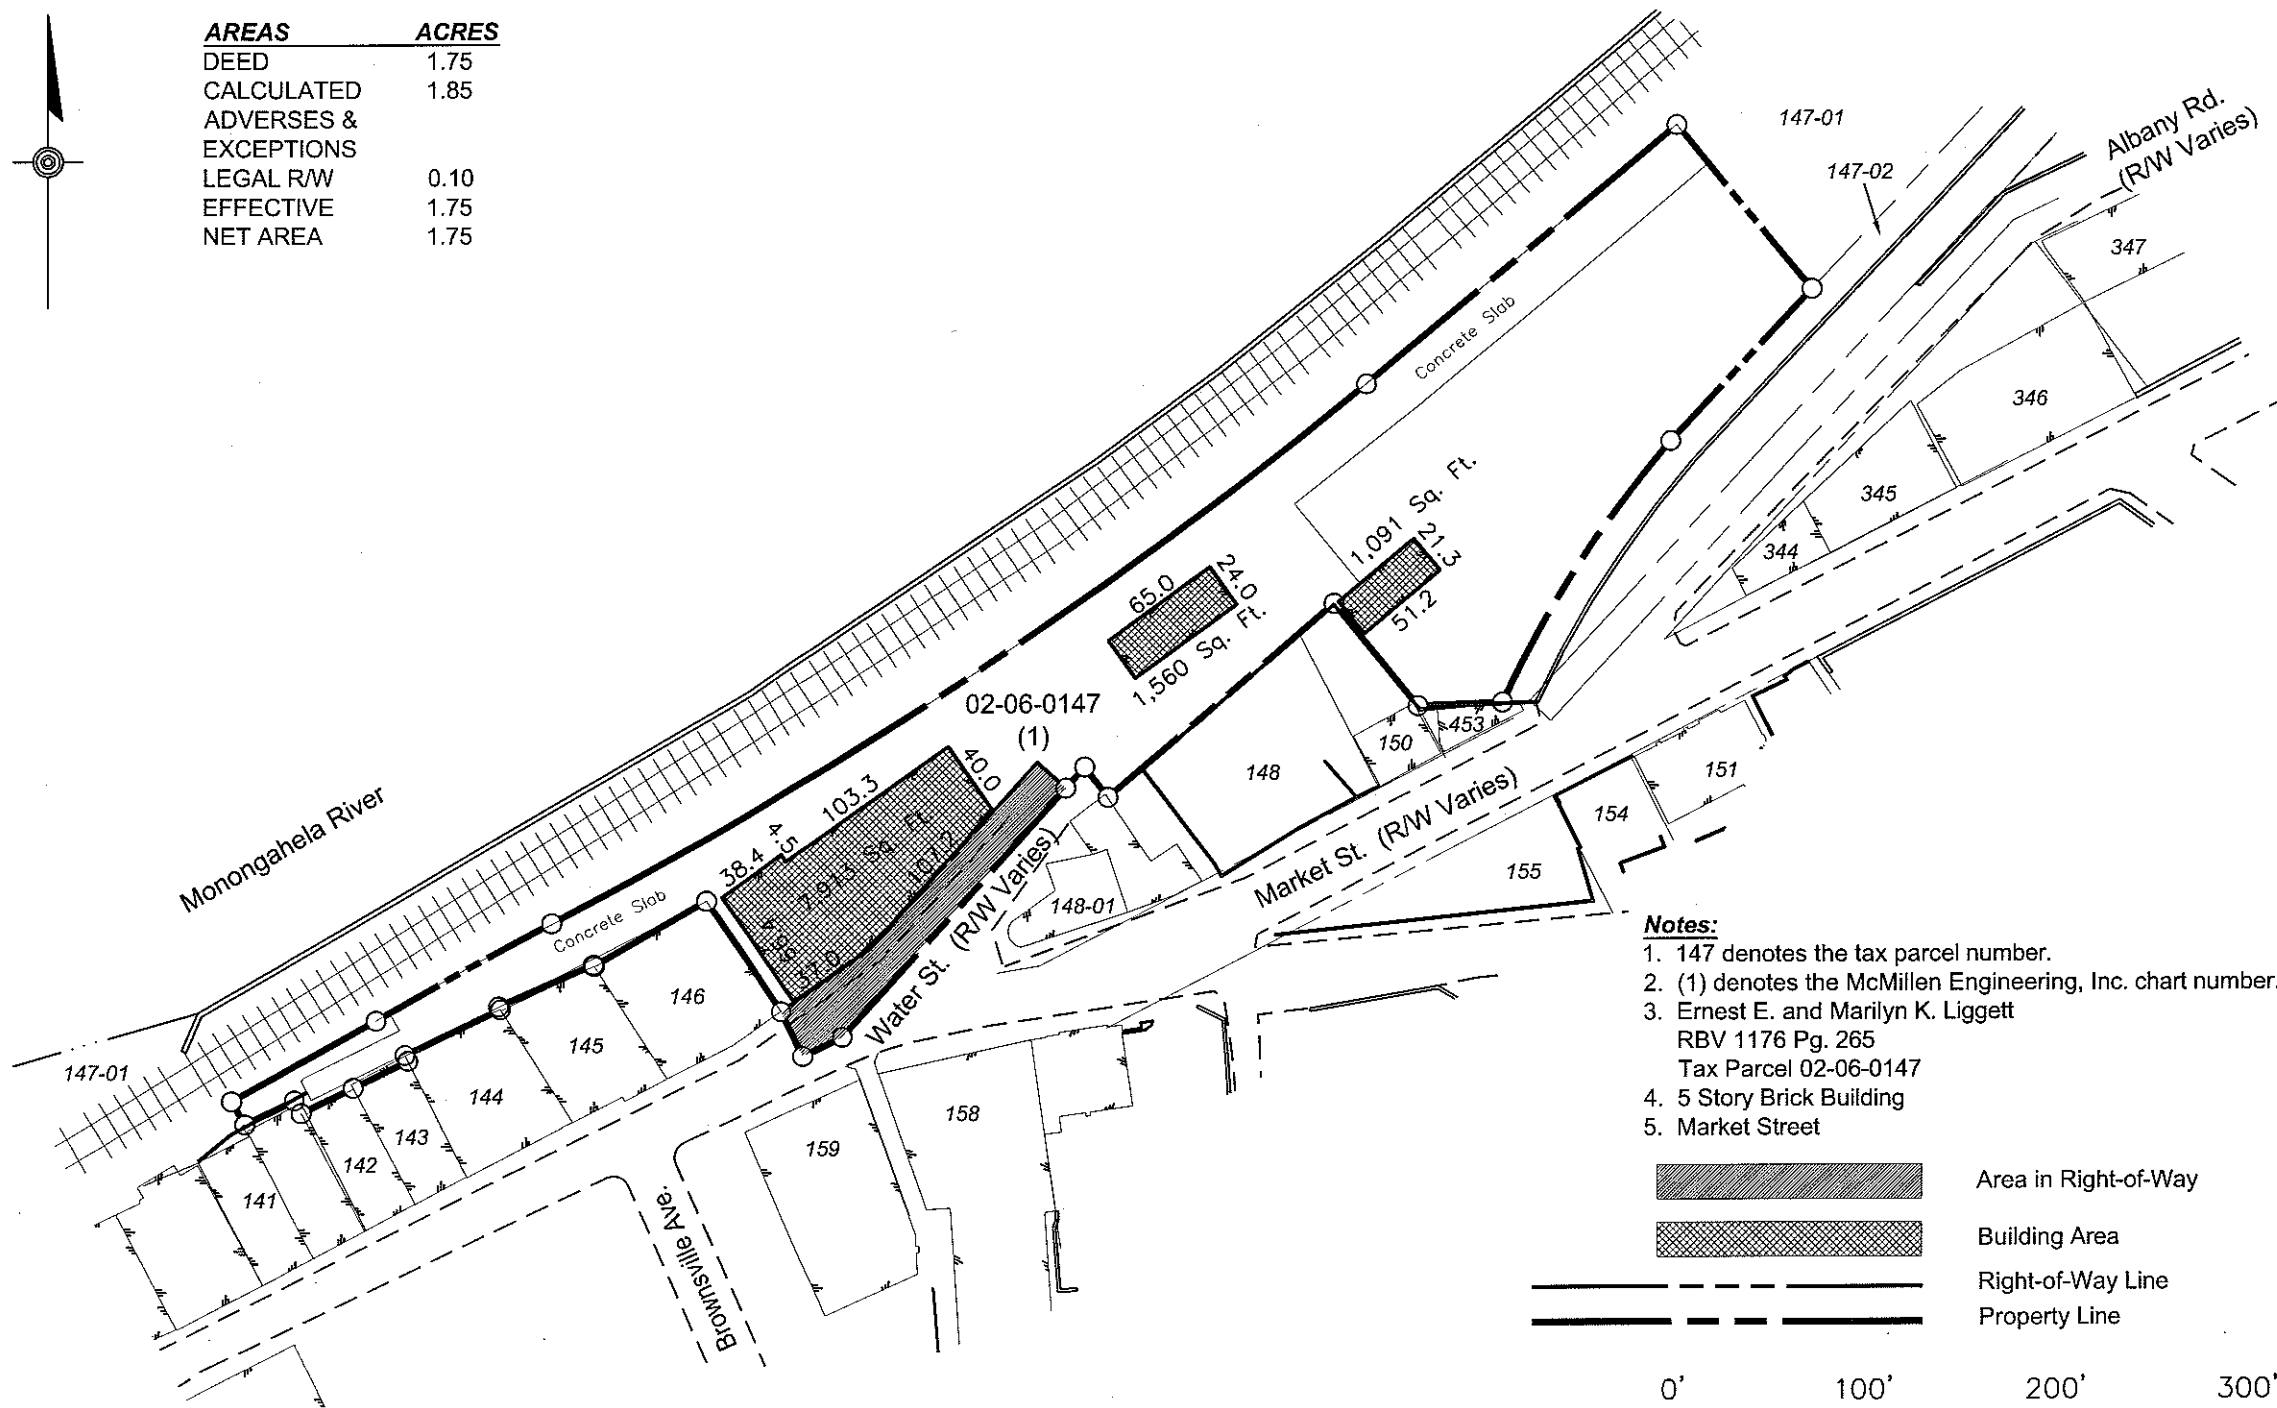 AREAS ACRES
DEED 1.75
CALCULATED 1.85
ADVERSES &
EXCEPTIONS
LEGAL R/W 0.10
EFFECTIVE 1.75
NET AREA 1.75
147-01
147-02
Albany Rd.
(R/W Varies)
347
346
345
344
Concrete Slab
1,091 Sq. Ft.
21.3
51.2
65.0
24.0
1,560 Sq. Ft.
02-06-0147
(1)
Monongahela River
40.0
103.3
4.5
38.4
7,913 Sq. Ft.
107.2
37.0
Concrete Slab
Water St. (R/W Varies)
Market St. (R/W Varies)
148
150
453
148-01
151
154
155
146
145
144
143
142
141
147-01
158
159
Brownsville Ave.
Notes:
1. 147 denotes the tax parcel number.
2. (1) denotes the McMillen Engineering, Inc. chart number.
3. Ernest E. and Marilyn K. Liggett
RBV 1176 Pg. 265
Tax Parcel 02-06-0147
4. 5 Story Brick Building
5. Market Street
Area in Right-of-Way
Building Area
Right-of-Way Line
Property Line
0' 100' 200' 300'